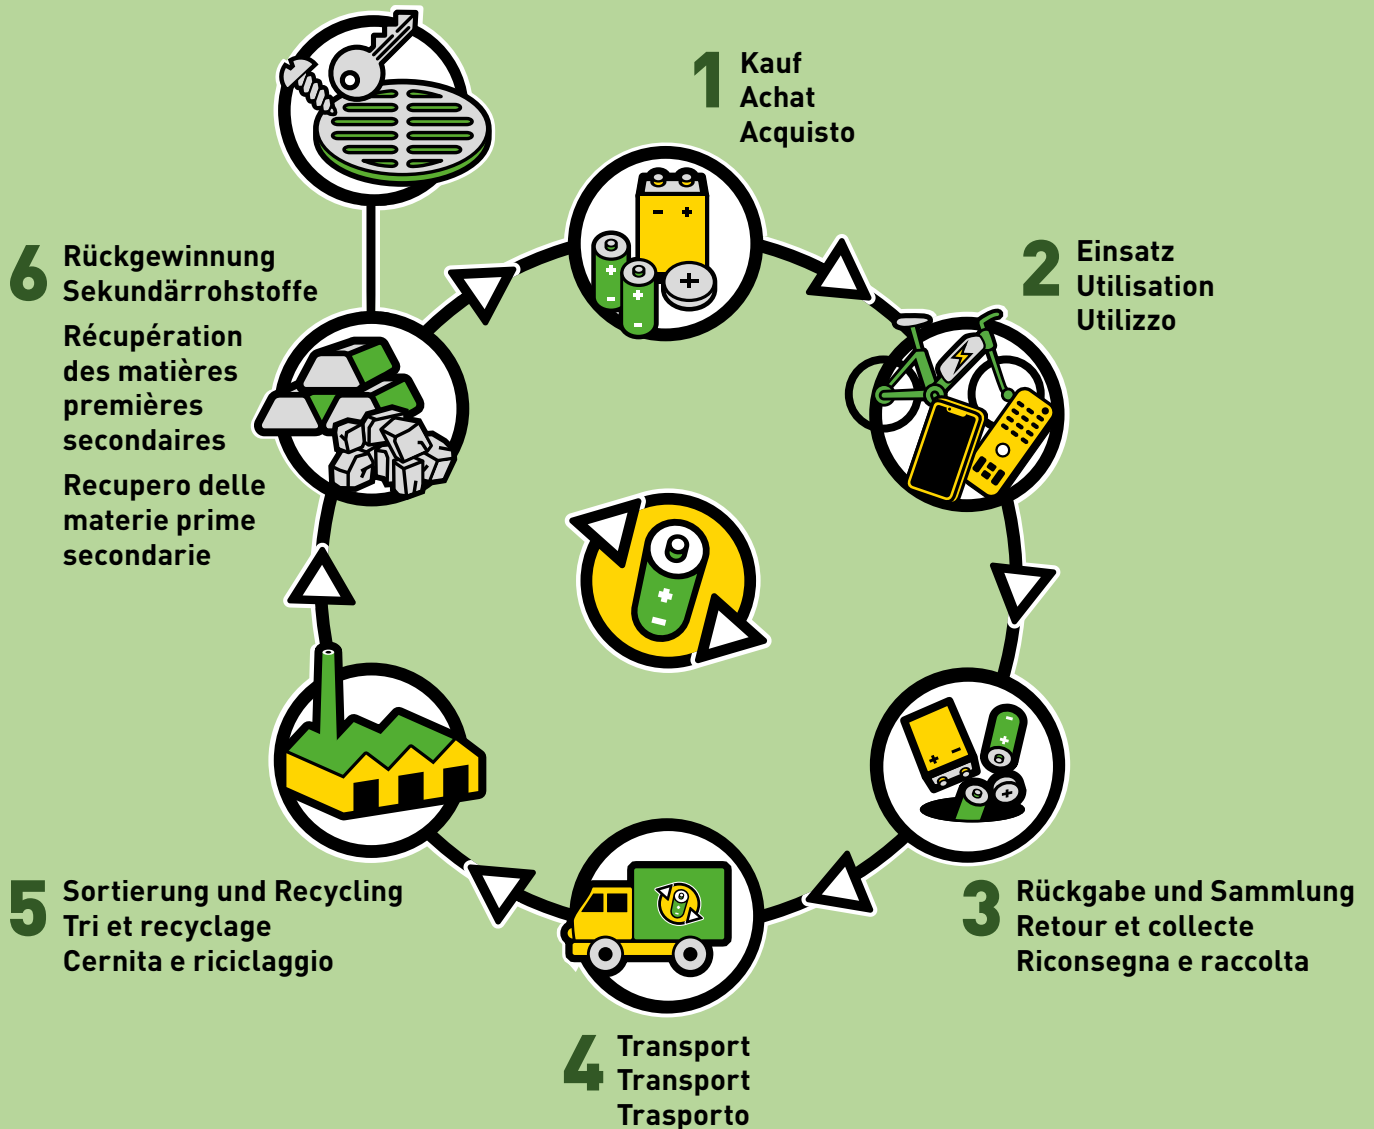 1
Kauf
Achat
Acquisto
2
Einsatz
Utilisation
Utilizzo
3
Rückgabe und Sammlung
Retour et collecte
Riconsegna e raccolta
4
Transport
Transport
Trasporto
5
Sortierung und Recycling
Tri et recyclage
Cernita e riciclaggio
6
Rückgewinnung
Sekundärrohstoffe
Récupération
des matières
premières
secondaires
Recupero delle
materie prime
secondarie